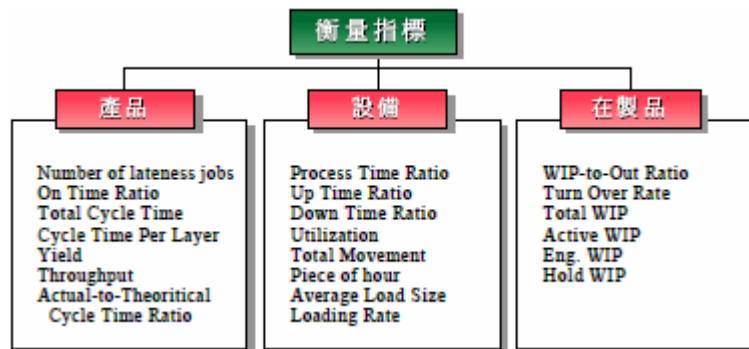 衡量指標
產品
Number of lateness jobs
On Time Ratio
Total Cycle Time
Cycle Time Per Layer
Yield
Throughput
Actual-to-Theoritical
Cycle Time Ratio
設備
Process Time Ratio
Up Time Ratio
Down Time Ratio
Utilization
Total Movement
Piece of hour
Average Load Size
Loading Rate
在製品
WIP-to-Out Ratio
Turn Over Rate
Total WIP
Active WIP
Eng. WIP
Hold WIP